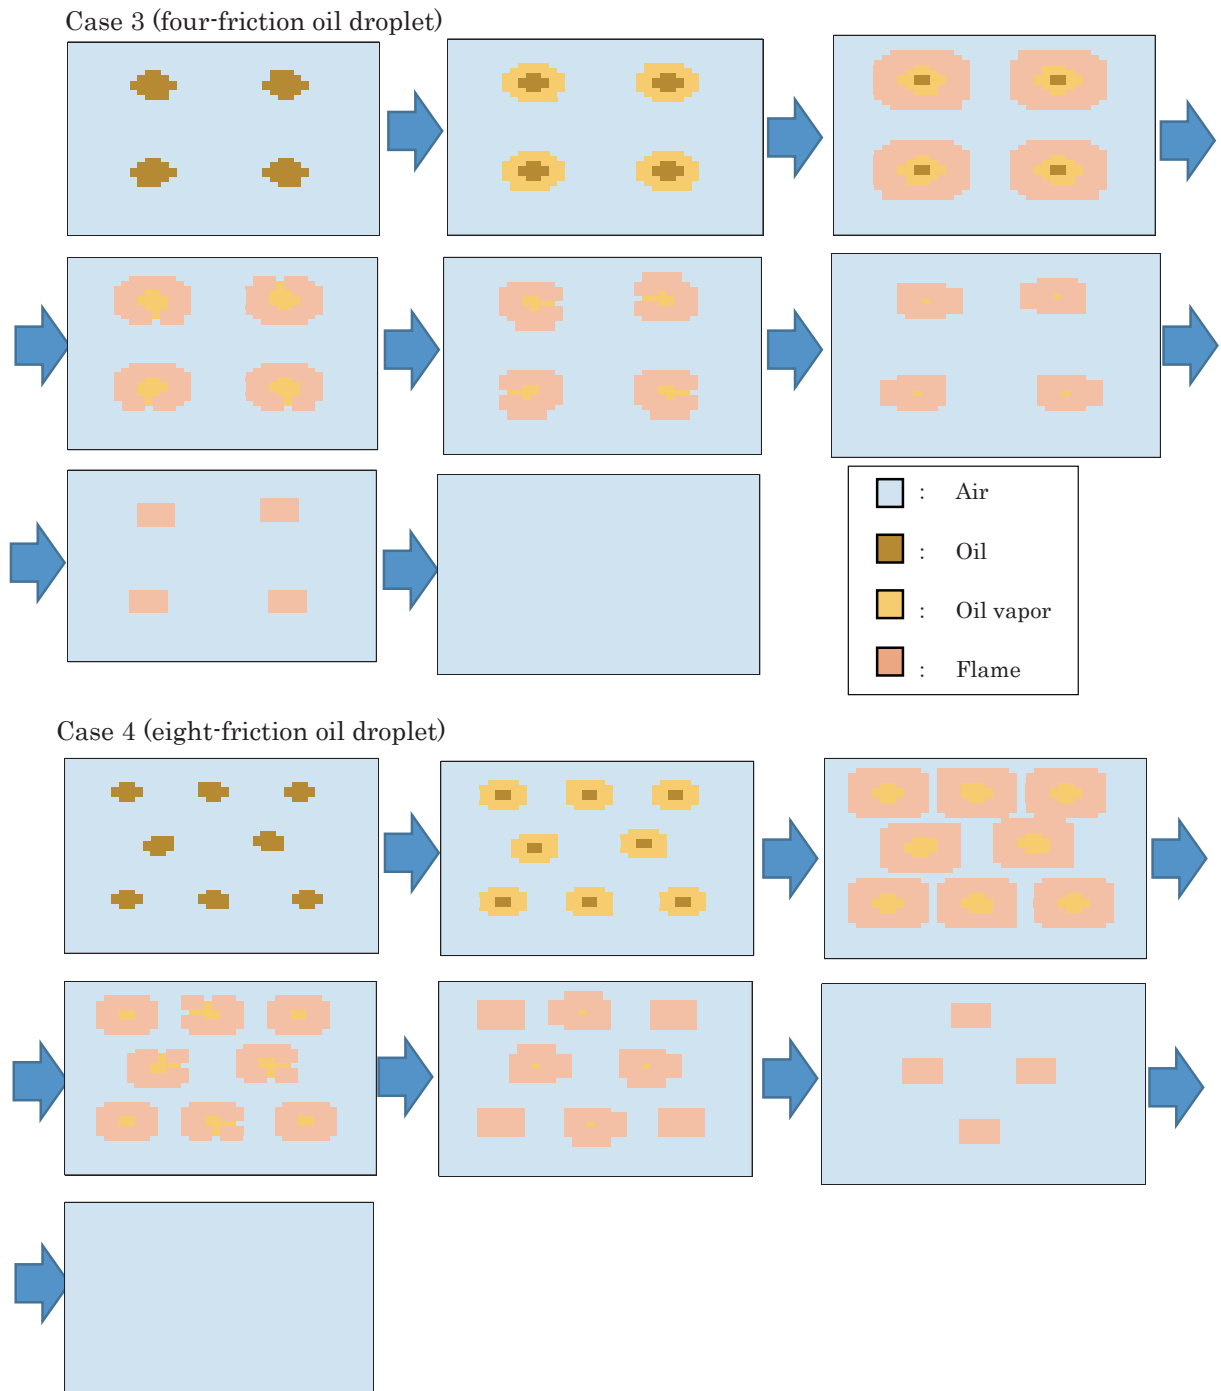 Case 3 (four-friction oil droplet)
: Air
: Oil
: Oil vapor
: Flame
Case 4 (eight-friction oil droplet)